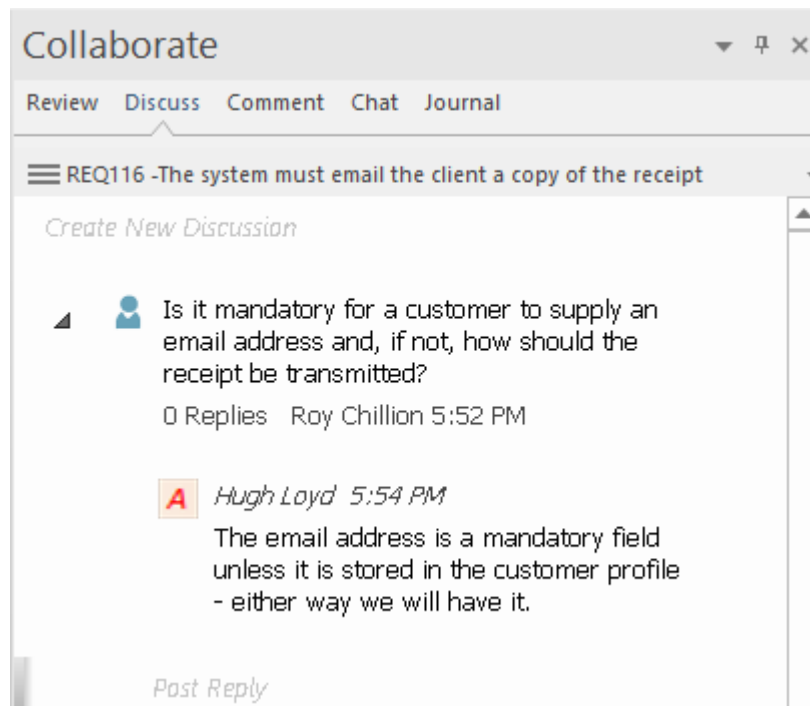 Collaborate
Review Discuss Comment Chat Journal
REQ116 -The system must email the client a copy of the receipt
Create New Discussion
Is it mandatory for a customer to supply an
email address and, if not, how should the
receipt be transmitted?
0 Replies Roy Chillion 5:52 PM
A Hugh Loyd 5:54 PM
The email address is a mandatory field
unless it is stored in the customer profile
- either way we will have it.
Post Reply